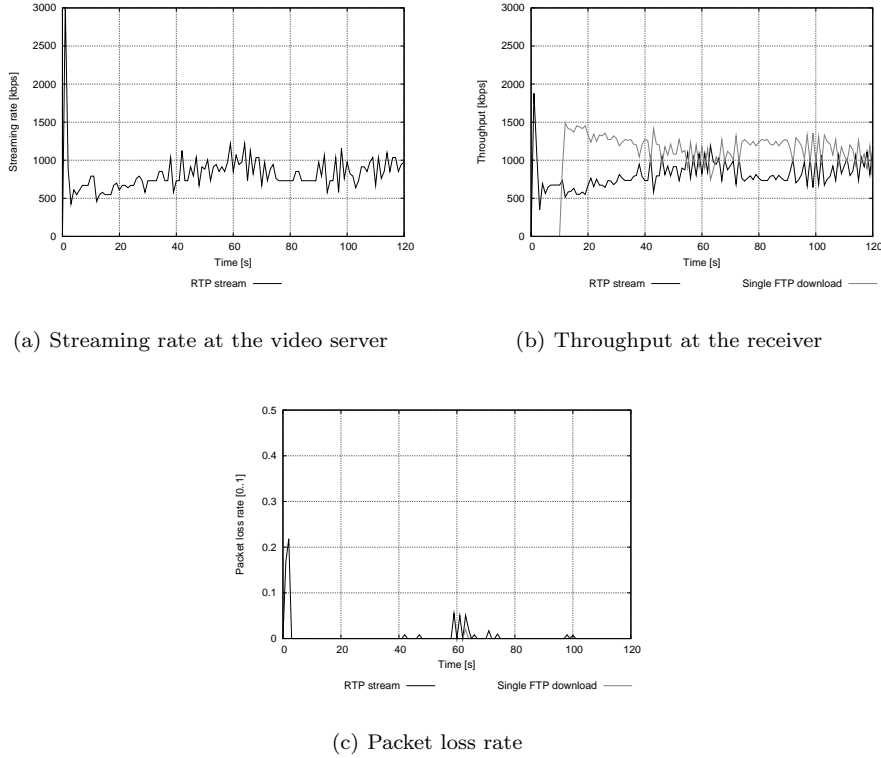 3000
2500
2000
1500
1000
500
0
Streaming rate [kbps]
0 20 40 60 80 100 120
Time [s]
RTP stream
(a) Streaming rate at the video server
3000
2500
2000
1500
1000
500
0
Throughput [kbps]
0 20 40 60 80 100 120
Time [s]
RTP stream Single FTP download
(b) Throughput at the receiver
0.5
0.4
0.3
0.2
0.1
0
Packet loss rate [0..1]
0 20 40 60 80 100 120
Time [s]
RTP stream Single FTP download
(c) Packet loss rate